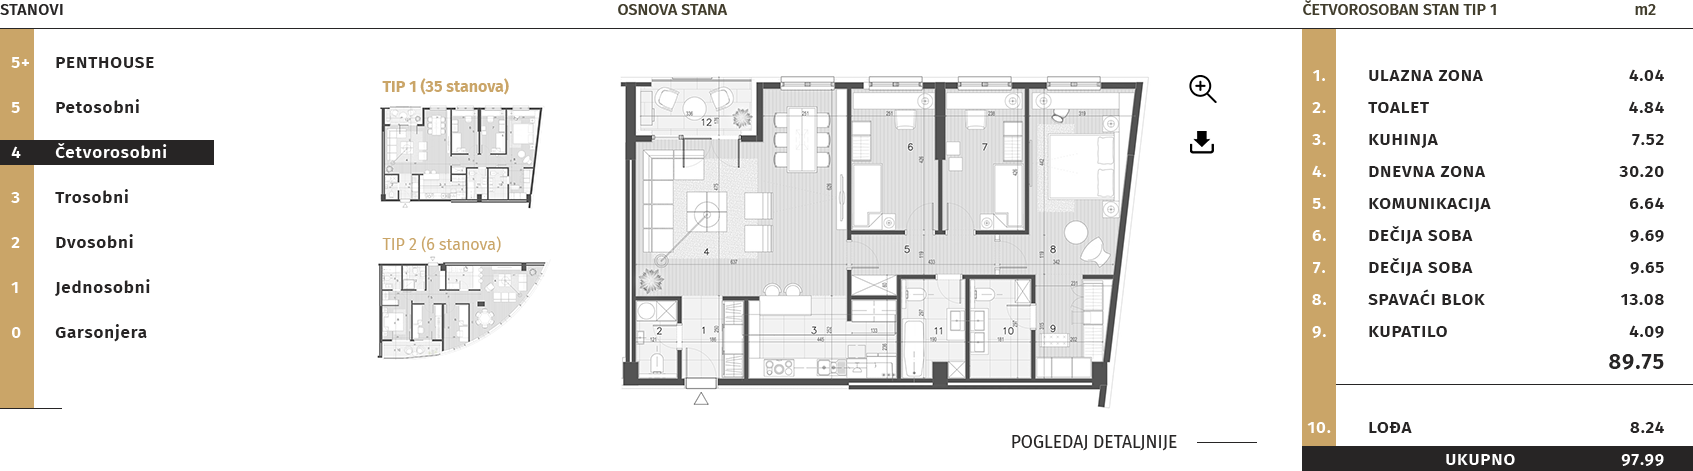 STANOVI
5+ PENTHOUSE
5 Petosobni
4 Četvorosobni
3 Trosobni
2 Dvosobni
1 Jednosobni
0 Garsonjera
TIP 1 (35 stanova)
TIP 2 (6 stanova)
OSNOVA STANA
12
6
7
4
5
8
2
1
3
11
10
9
POGLEDAJ DETALJNIJE
ČETVOROSOBAN STAN TIP 1 m2
1. ULAZNA ZONA 4.04
2. TOALET 4.84
3. KUHINJA 7.52
4. DNEVNA ZONA 30.20
5. KOMUNIKACIJA 6.64
6. DEČIJA SOBA 9.69
7. DEČIJA SOBA 9.65
8. SPAVAĆI BLOK 13.08
9. KUPATILO 4.09
89.75
10. LOĐA 8.24
UKUPNO 97.99